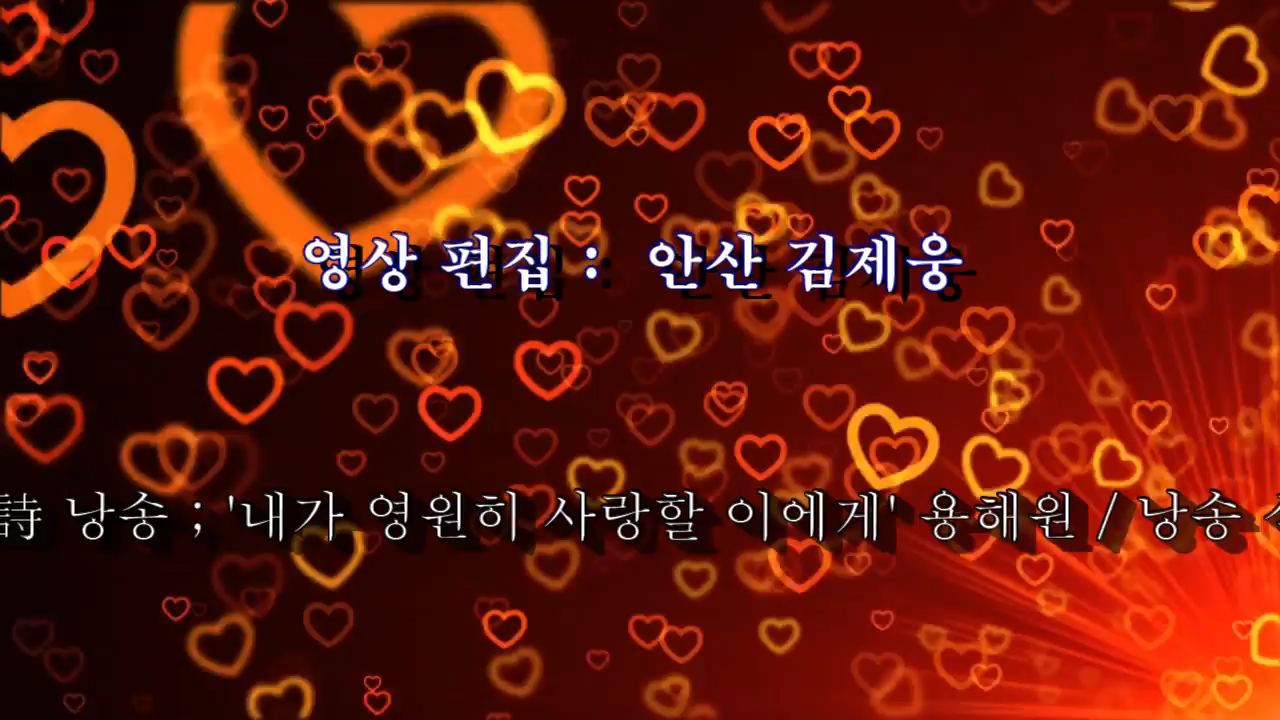 영상 편집 : 안산 김제웅
詩 낭송 ; '내가 영원히 사랑할 이에게' 용해원 / 낭송